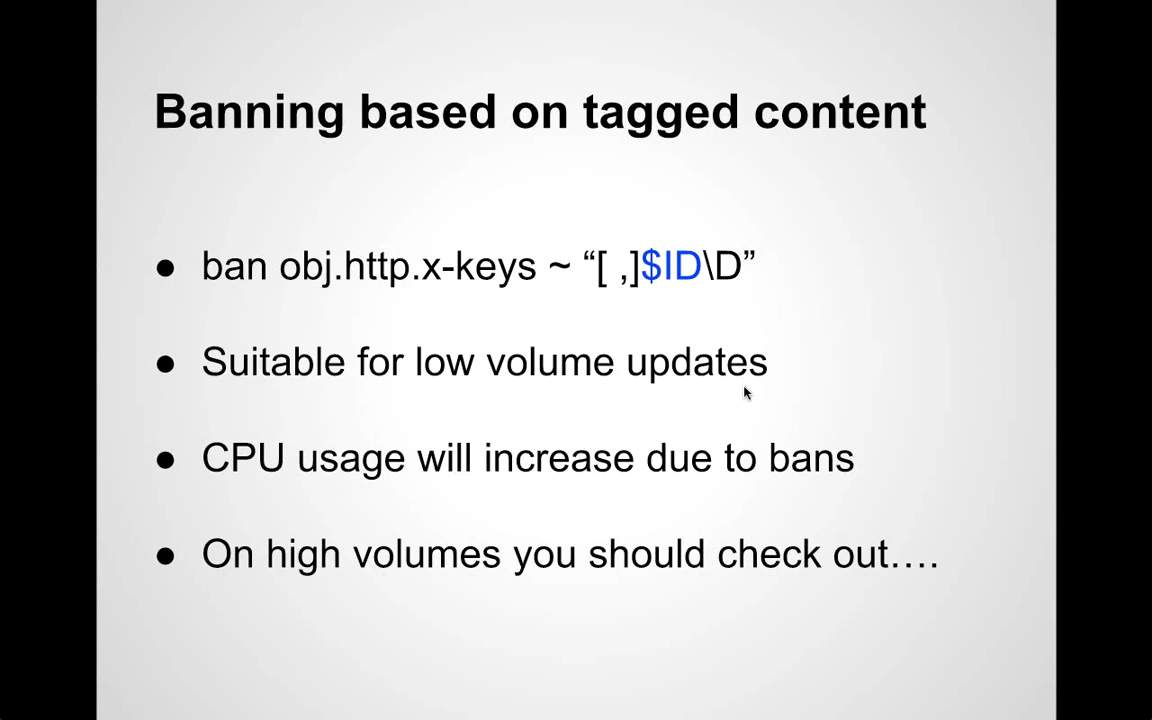 Banning based on tagged content
● ban obj.http.x-keys ~ “[ ,]$ID\D”
● Suitable for low volume updates
● CPU usage will increase due to bans
● On high volumes you should check out….